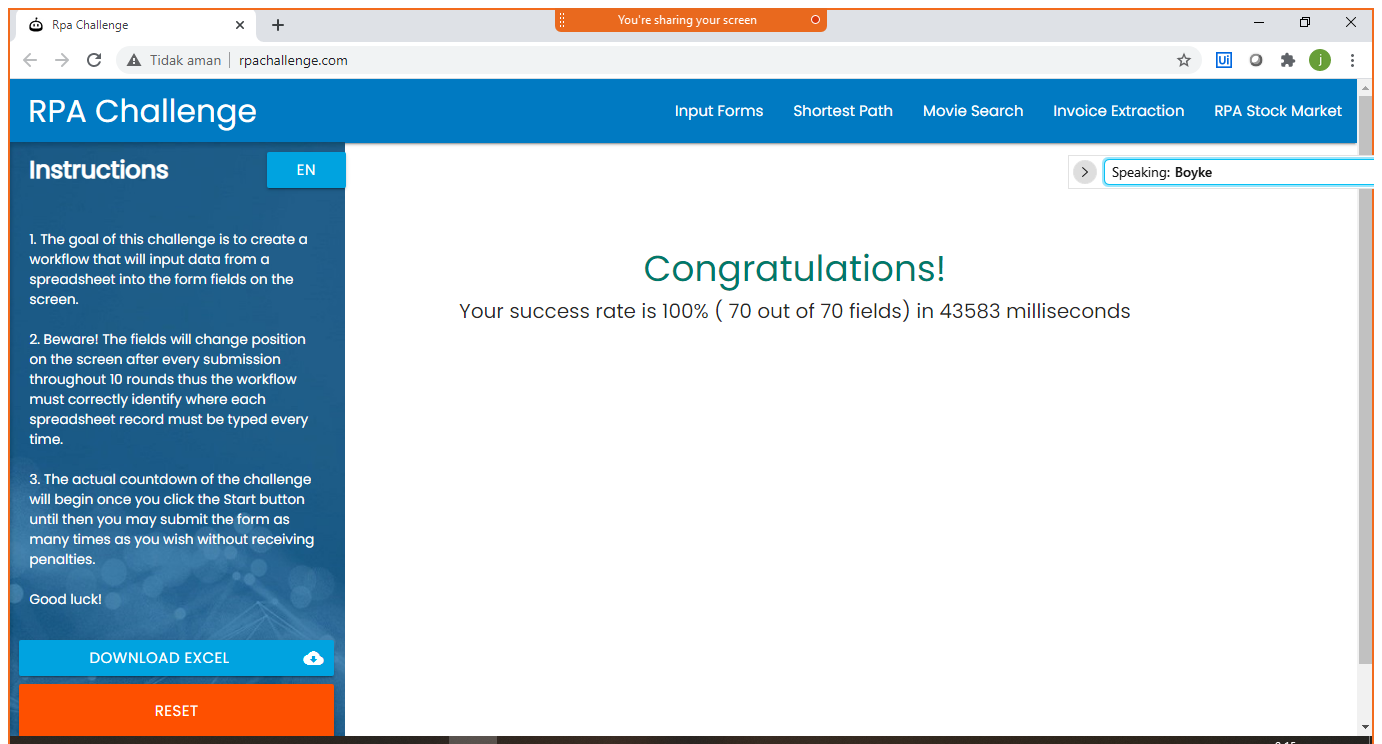 Rpa Challenge
You're sharing your screen
Tidak aman
rpachallenge.com
Ui
j
RPA Challenge
Input Forms
Shortest Path
Movie Search
Invoice Extraction
RPA Stock Market
Instructions
EN
Speaking: Boyke
1. The goal of this challenge is to create a
workflow that will input data from a
spreadsheet into the form fields on the
screen.
2. Beware! The fields will change position
on the screen after every submission
throughout 10 rounds thus the workflow
must correctly identify where each
spreadsheet record must be typed every
time.
3. The actual countdown of the challenge
will begin once you click the Start button
until then you may submit the form as
many times as you wish without receiving
penalties.
Good luck!
DOWNLOAD EXCEL
RESET
Congratulations!
Your success rate is 100% ( 70 out of 70 fields) in 43583 milliseconds